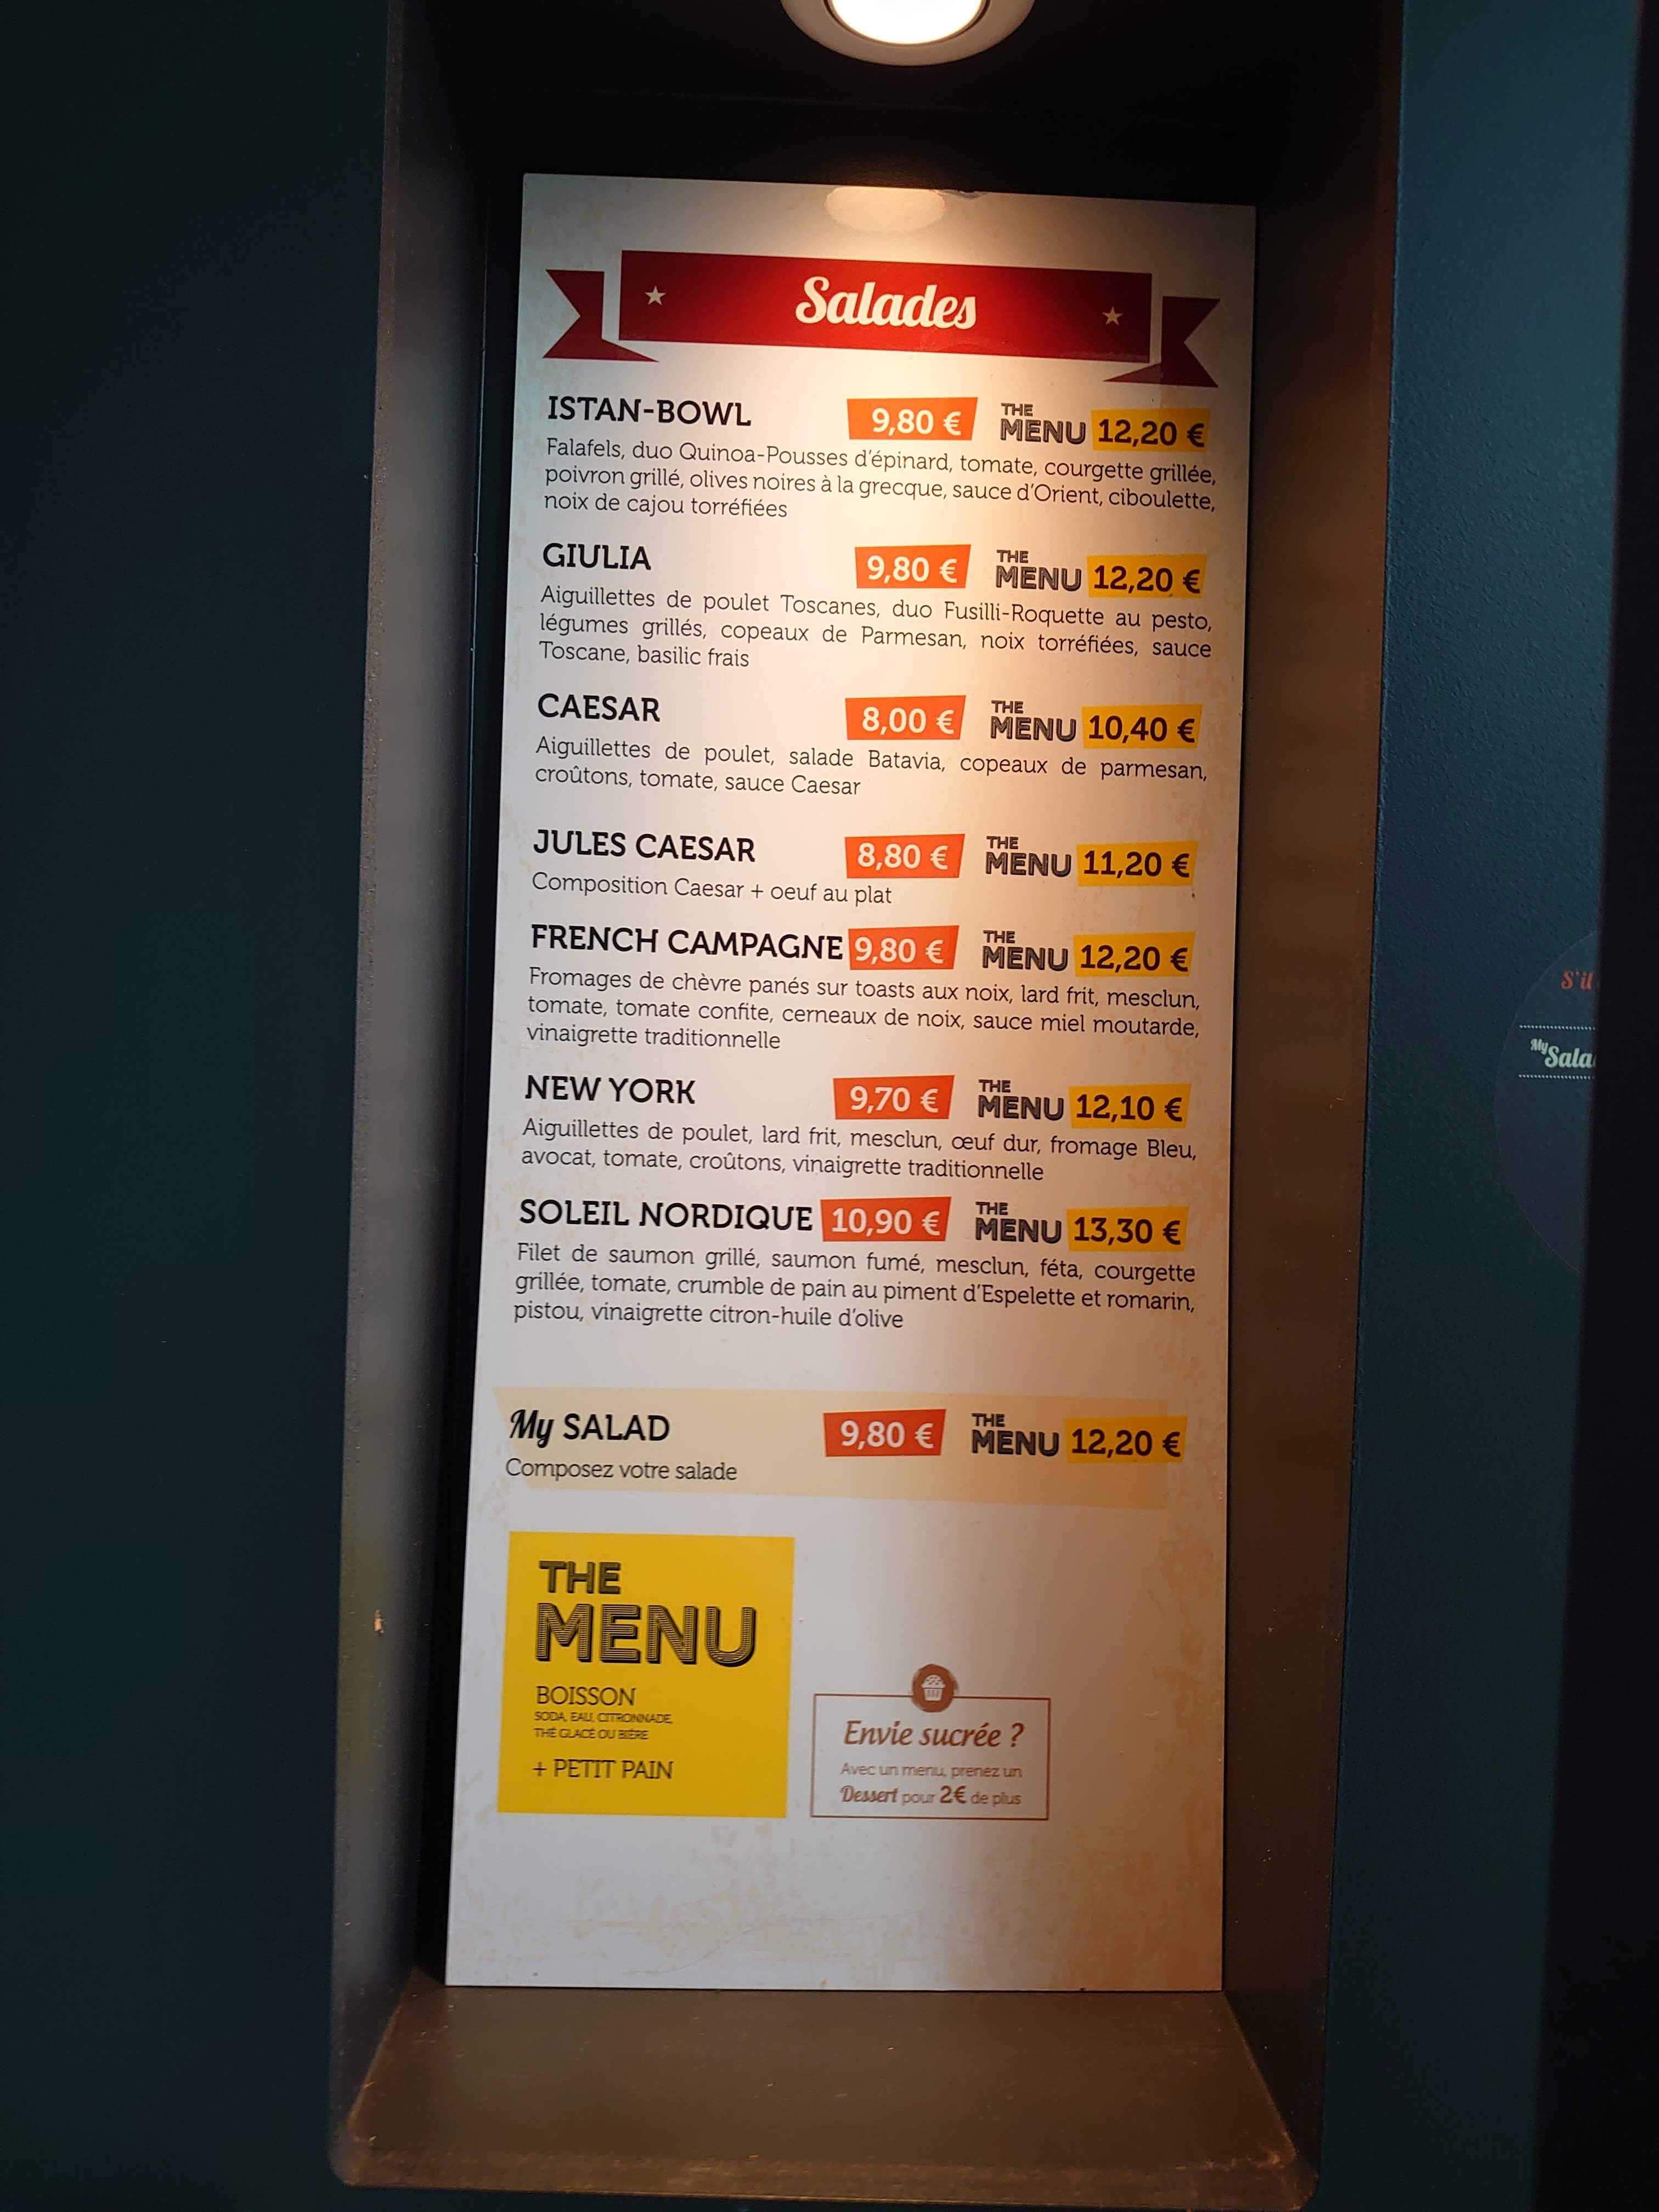 Salades
ISTAN-BOWL 9,80 € THE MENU 12,20 €
Falafels, duo Quinoa-Pousses d'épinard, tomate, courgette grillée,
poivron grillé, olives noires à la grecque, sauce d'Orient, ciboulette,
noix de cajou torréfiées
GIULIA 9,80 € THE MENU 12,20 €
Aiguillettes de poulet Toscanes, duo Fusilli-Roquette au pesto,
légumes grillés, copeaux de Parmesan, noix torréfiées, sauce
Toscane, basilic frais
CAESAR 8,00 € THE MENU 10,40 €
Aiguillettes de poulet, salade Batavia, copeaux de parmesan,
croûtons, tomate, sauce Caesar
JULES CAESAR 8,80 € THE MENU 11,20 €
Composition Caesar + oeuf au plat
FRENCH CAMPAGNE 9,80 € THE MENU 12,20 €
Fromages de chèvre panés sur toasts aux noix, lard frit, mesclun,
tomate, tomate confite, cerneaux de noix, sauce miel moutarde,
vinaigrette traditionnelle
NEW YORK 9,70 € THE MENU 12,10 €
Aiguillettes de poulet, lard frit, mesclun, œuf dur, fromage Bleu,
avocat, tomate, croûtons, vinaigrette traditionnelle
SOLEIL NORDIQUE 10,90 € THE MENU 13,30 €
Filet de saumon grillé, saumon fumé, mesclun, féta, courgette
grillée, tomate, crumble de pain au piment d'Espelette et romarin,
pistou, vinaigrette citron-huile d'olive
My SALAD 9,80 € THE MENU 12,20 €
Composez votre salade
THE
MENU
BOISSON
SODA, EAU, CITRONNADE,
THÉ GLACÉ OU BIÈRE
+ PETIT PAIN
Envie sucrée ?
Avec un menu, prenez un
Dessert pour 2€ de plus
S'il
My Sala